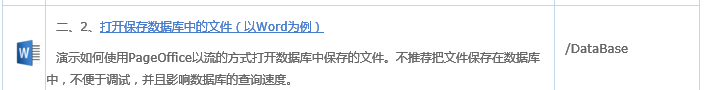 二、2、打开保存数据库中的文件（以Word为例）
演示如何使用PageOffice以流的方式打开数据库中保存的文件。不推荐把文件保存在数据库
中，不便于调试，并且影响数据库的查询速度。
/DataBase